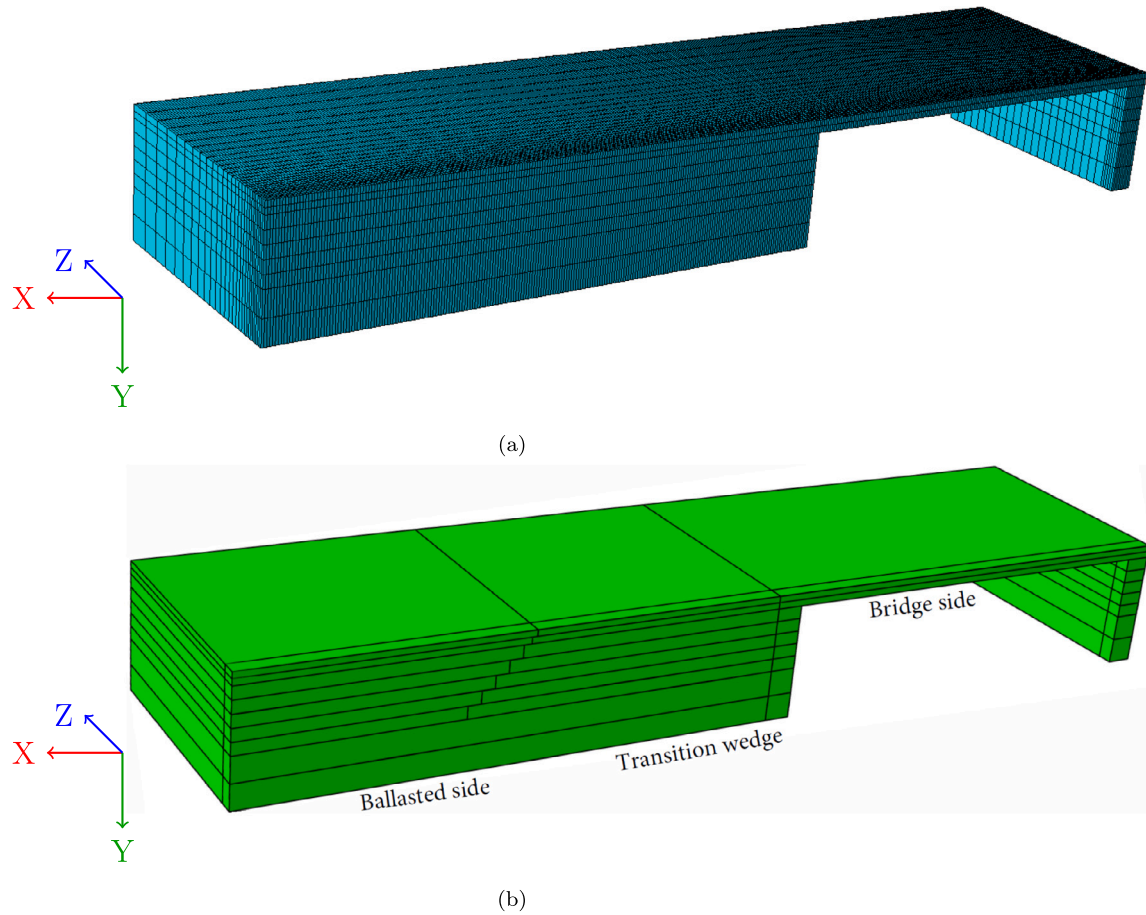 Z
X
Y
(a)
Bridge side
Z
X
Transition wedge
Ballasted side
Y
(b)